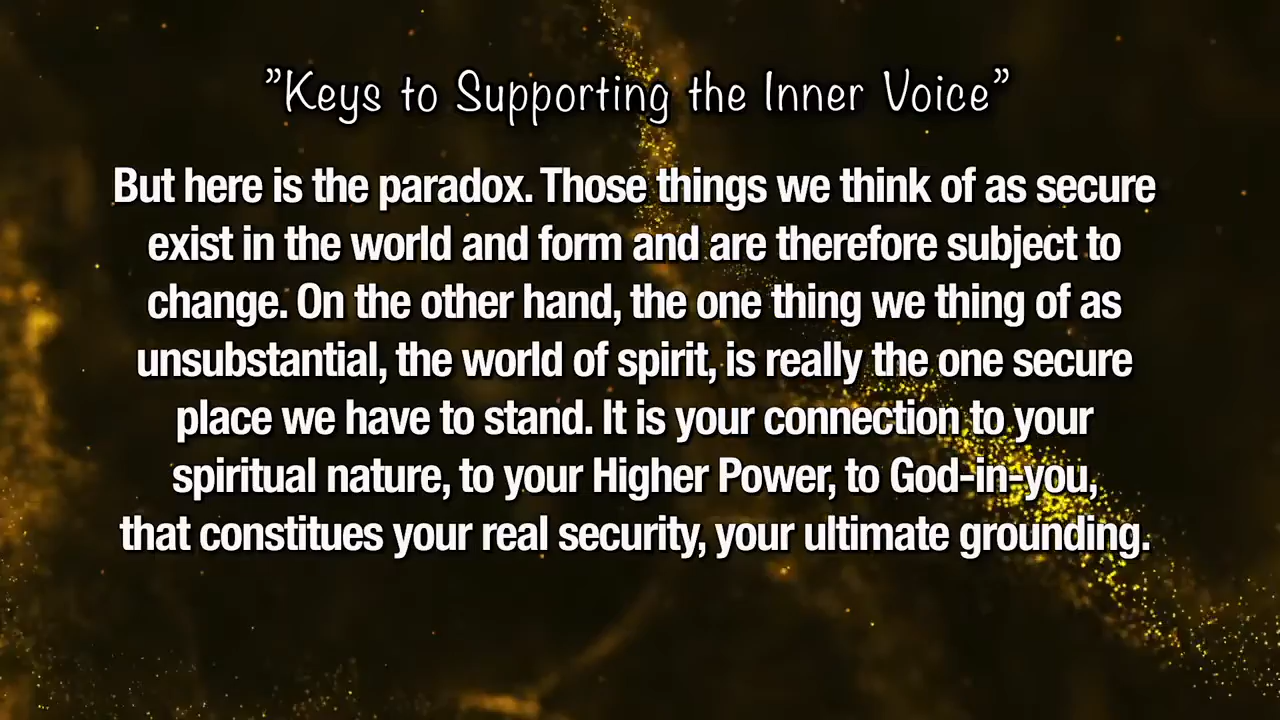 ”Keys to Supporting the Inner Voice”
But here is the paradox. Those things we think of as secure
exist in the world and form and are therefore subject to
change. On the other hand, the one thing we thing of as
unsubstantial, the world of spirit, is really the one secure
place we have to stand. It is your connection to your
spiritual nature, to your Higher Power, to God-in-you,
that constitues your real security, your ultimate grounding.